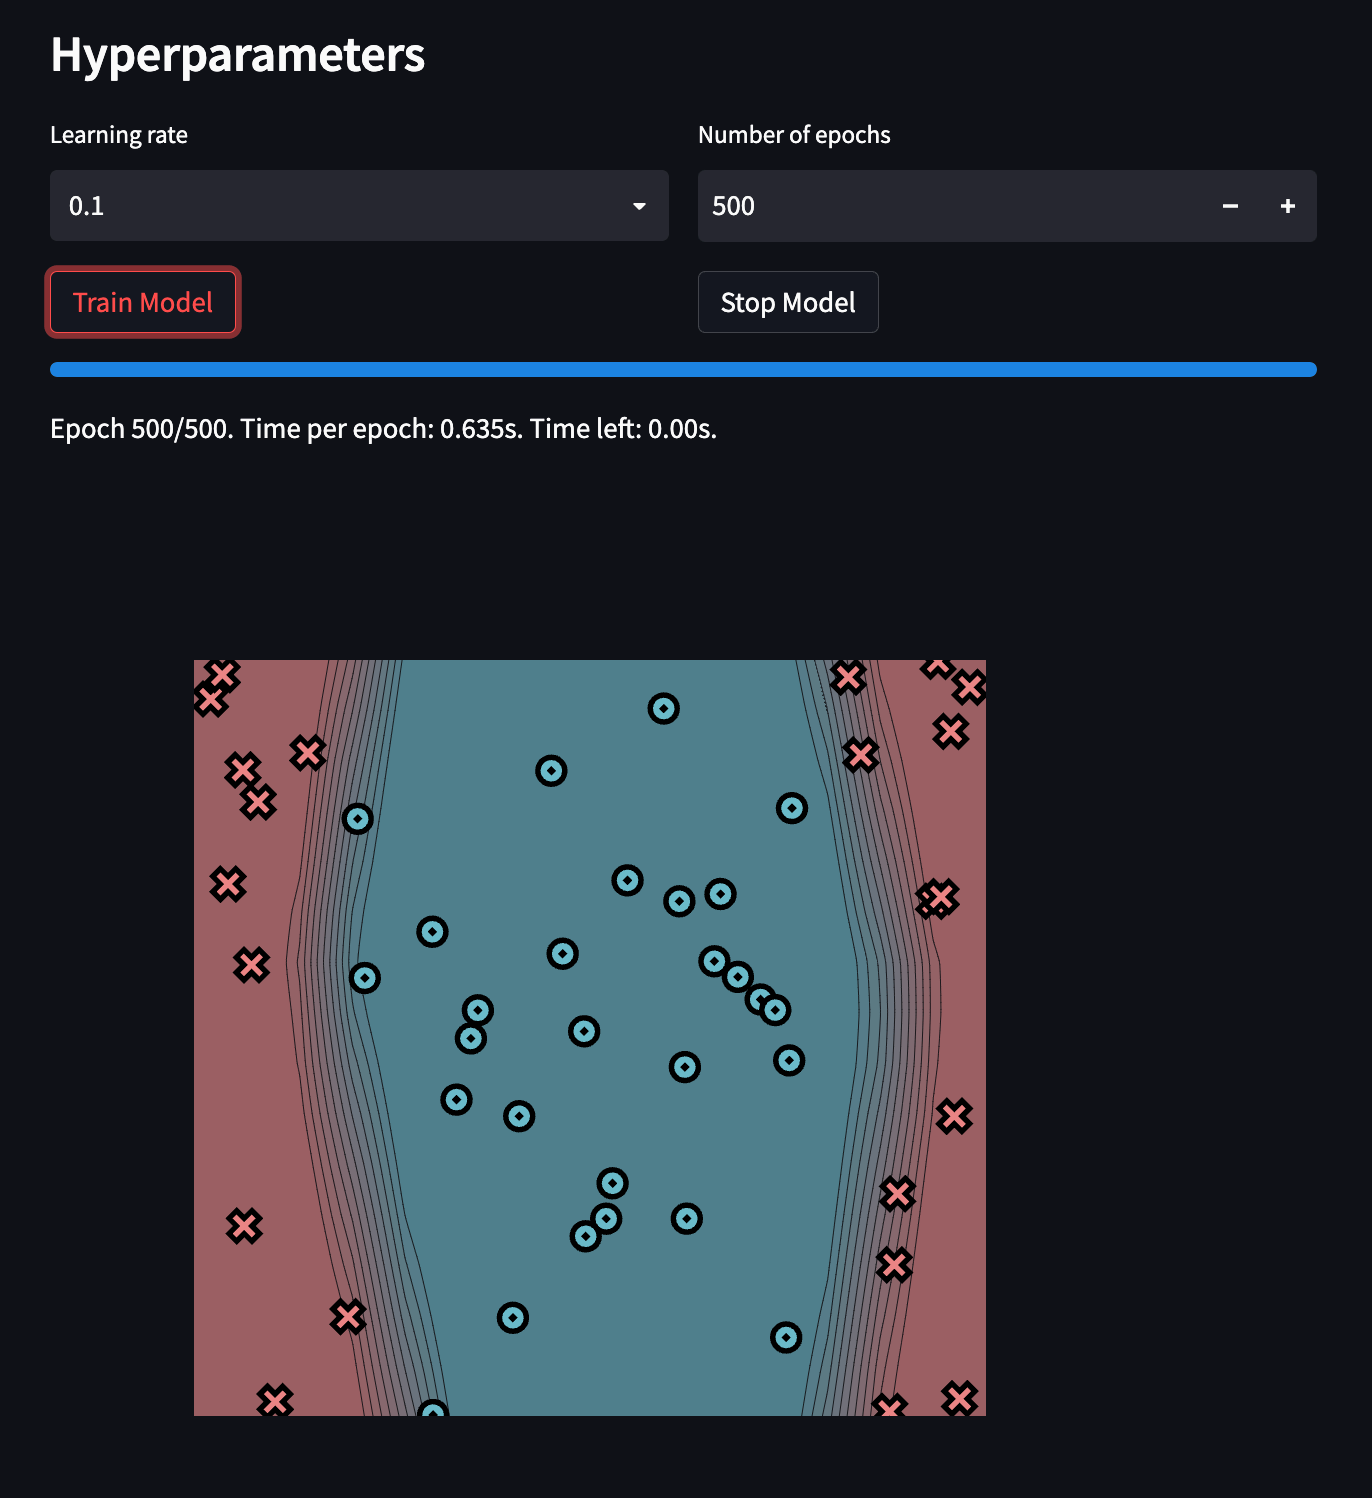 Hyperparameters
Learning rate
Number of epochs
0.1
500
Train Model
Stop Model
Epoch 500/500. Time per epoch: 0.635s. Time left: 0.00s.